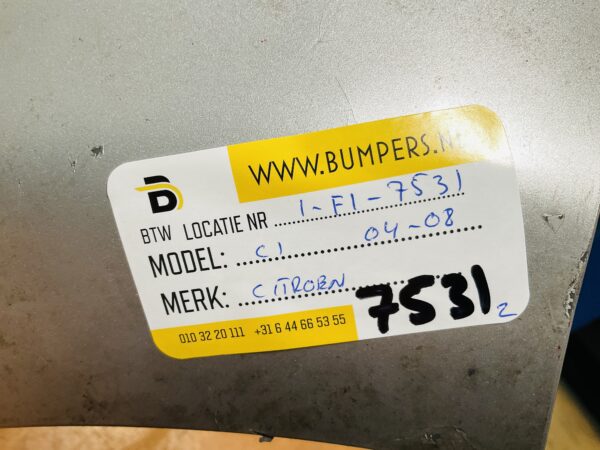 WWW.BUMPERS.N
BTW LOCATIE NR 1-F1-7531
MODEL: C1 04-08
MERK: CITROEN
010 32 20 111 +31 6 44 66 53 55
7531 2